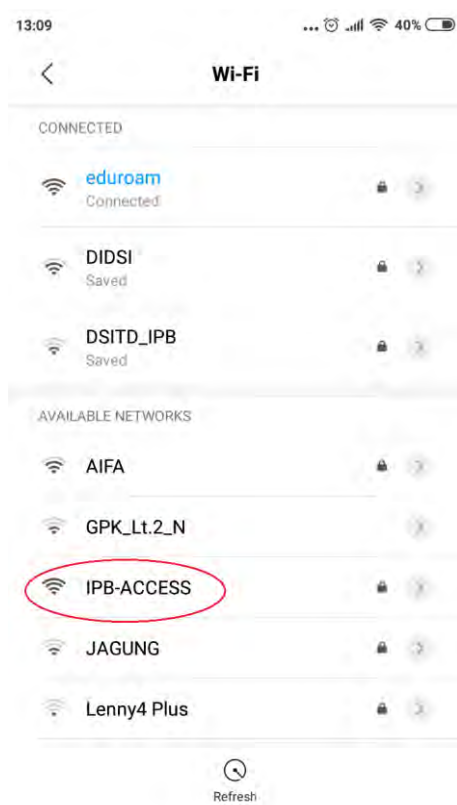 13:09 ... 40%
Wi-Fi
CONNECTED
eduroam
Connected
DIDSI
Saved
DSITD_IPB
Saved
AVAILABLE NETWORKS
AIFA
GPK_Lt.2_N
IPB-ACCESS
JAGUNG
Lenny4 Plus
Refresh